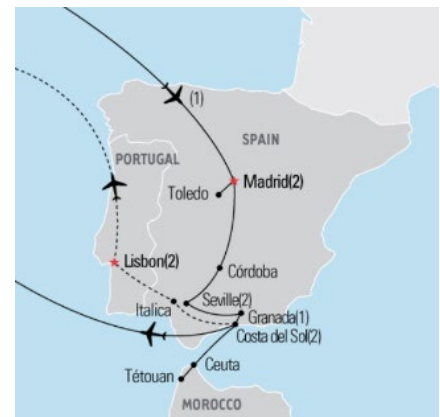 (1)
SPAIN
PORTUGAL
Madrid(2)
Toledo
Lisbon(2)
Córdoba
Italica
Seville(2)
Granada(1)
Costa del Sol(2)
Ceuta
Tétouan
MOROCCO